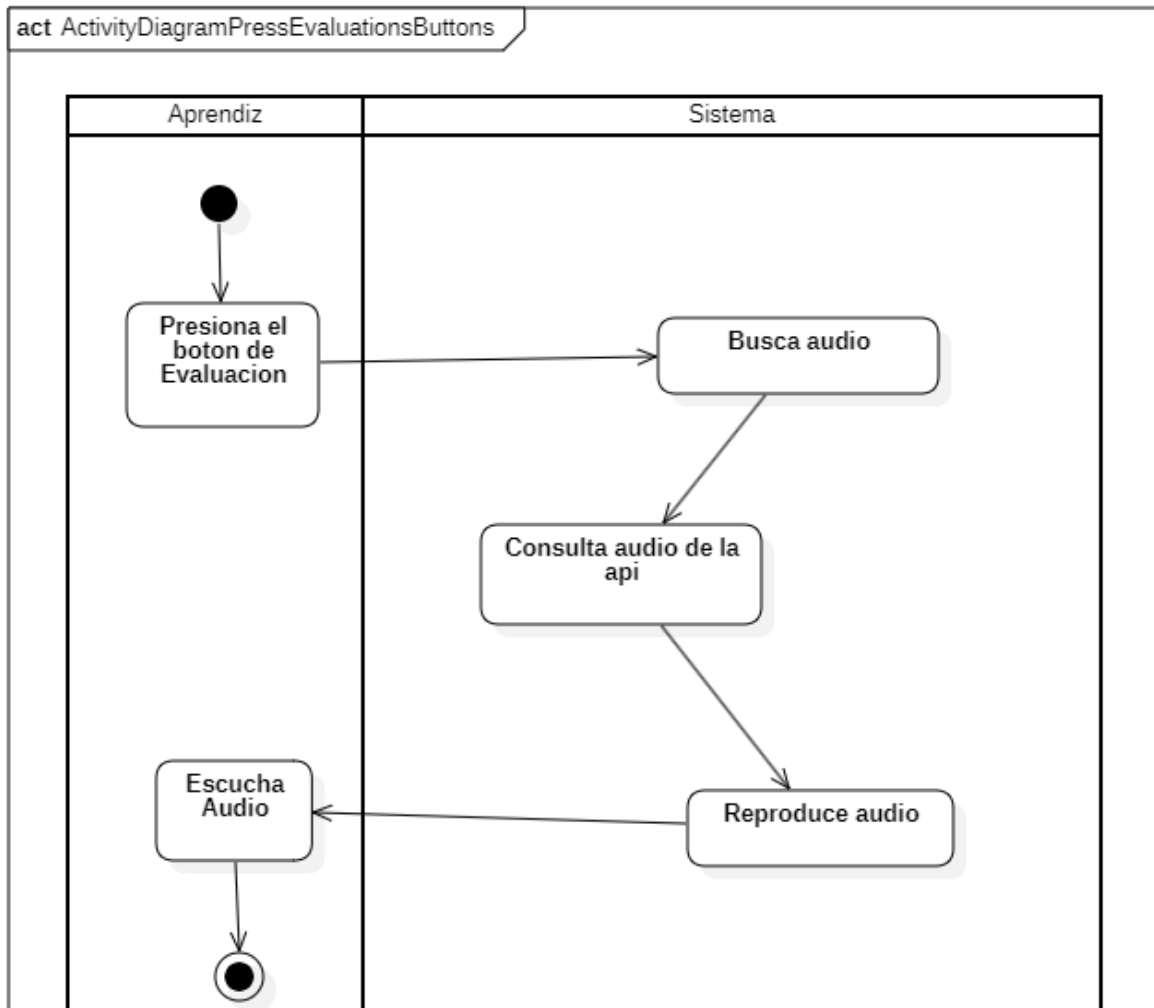 act ActivityDiagramPressEvaluationsButtons
Aprendiz
Sistema
Presiona el
boton de
Evaluacion
Busca audio
Consulta audio de la
api
Escucha
Audio
Reproduce audio